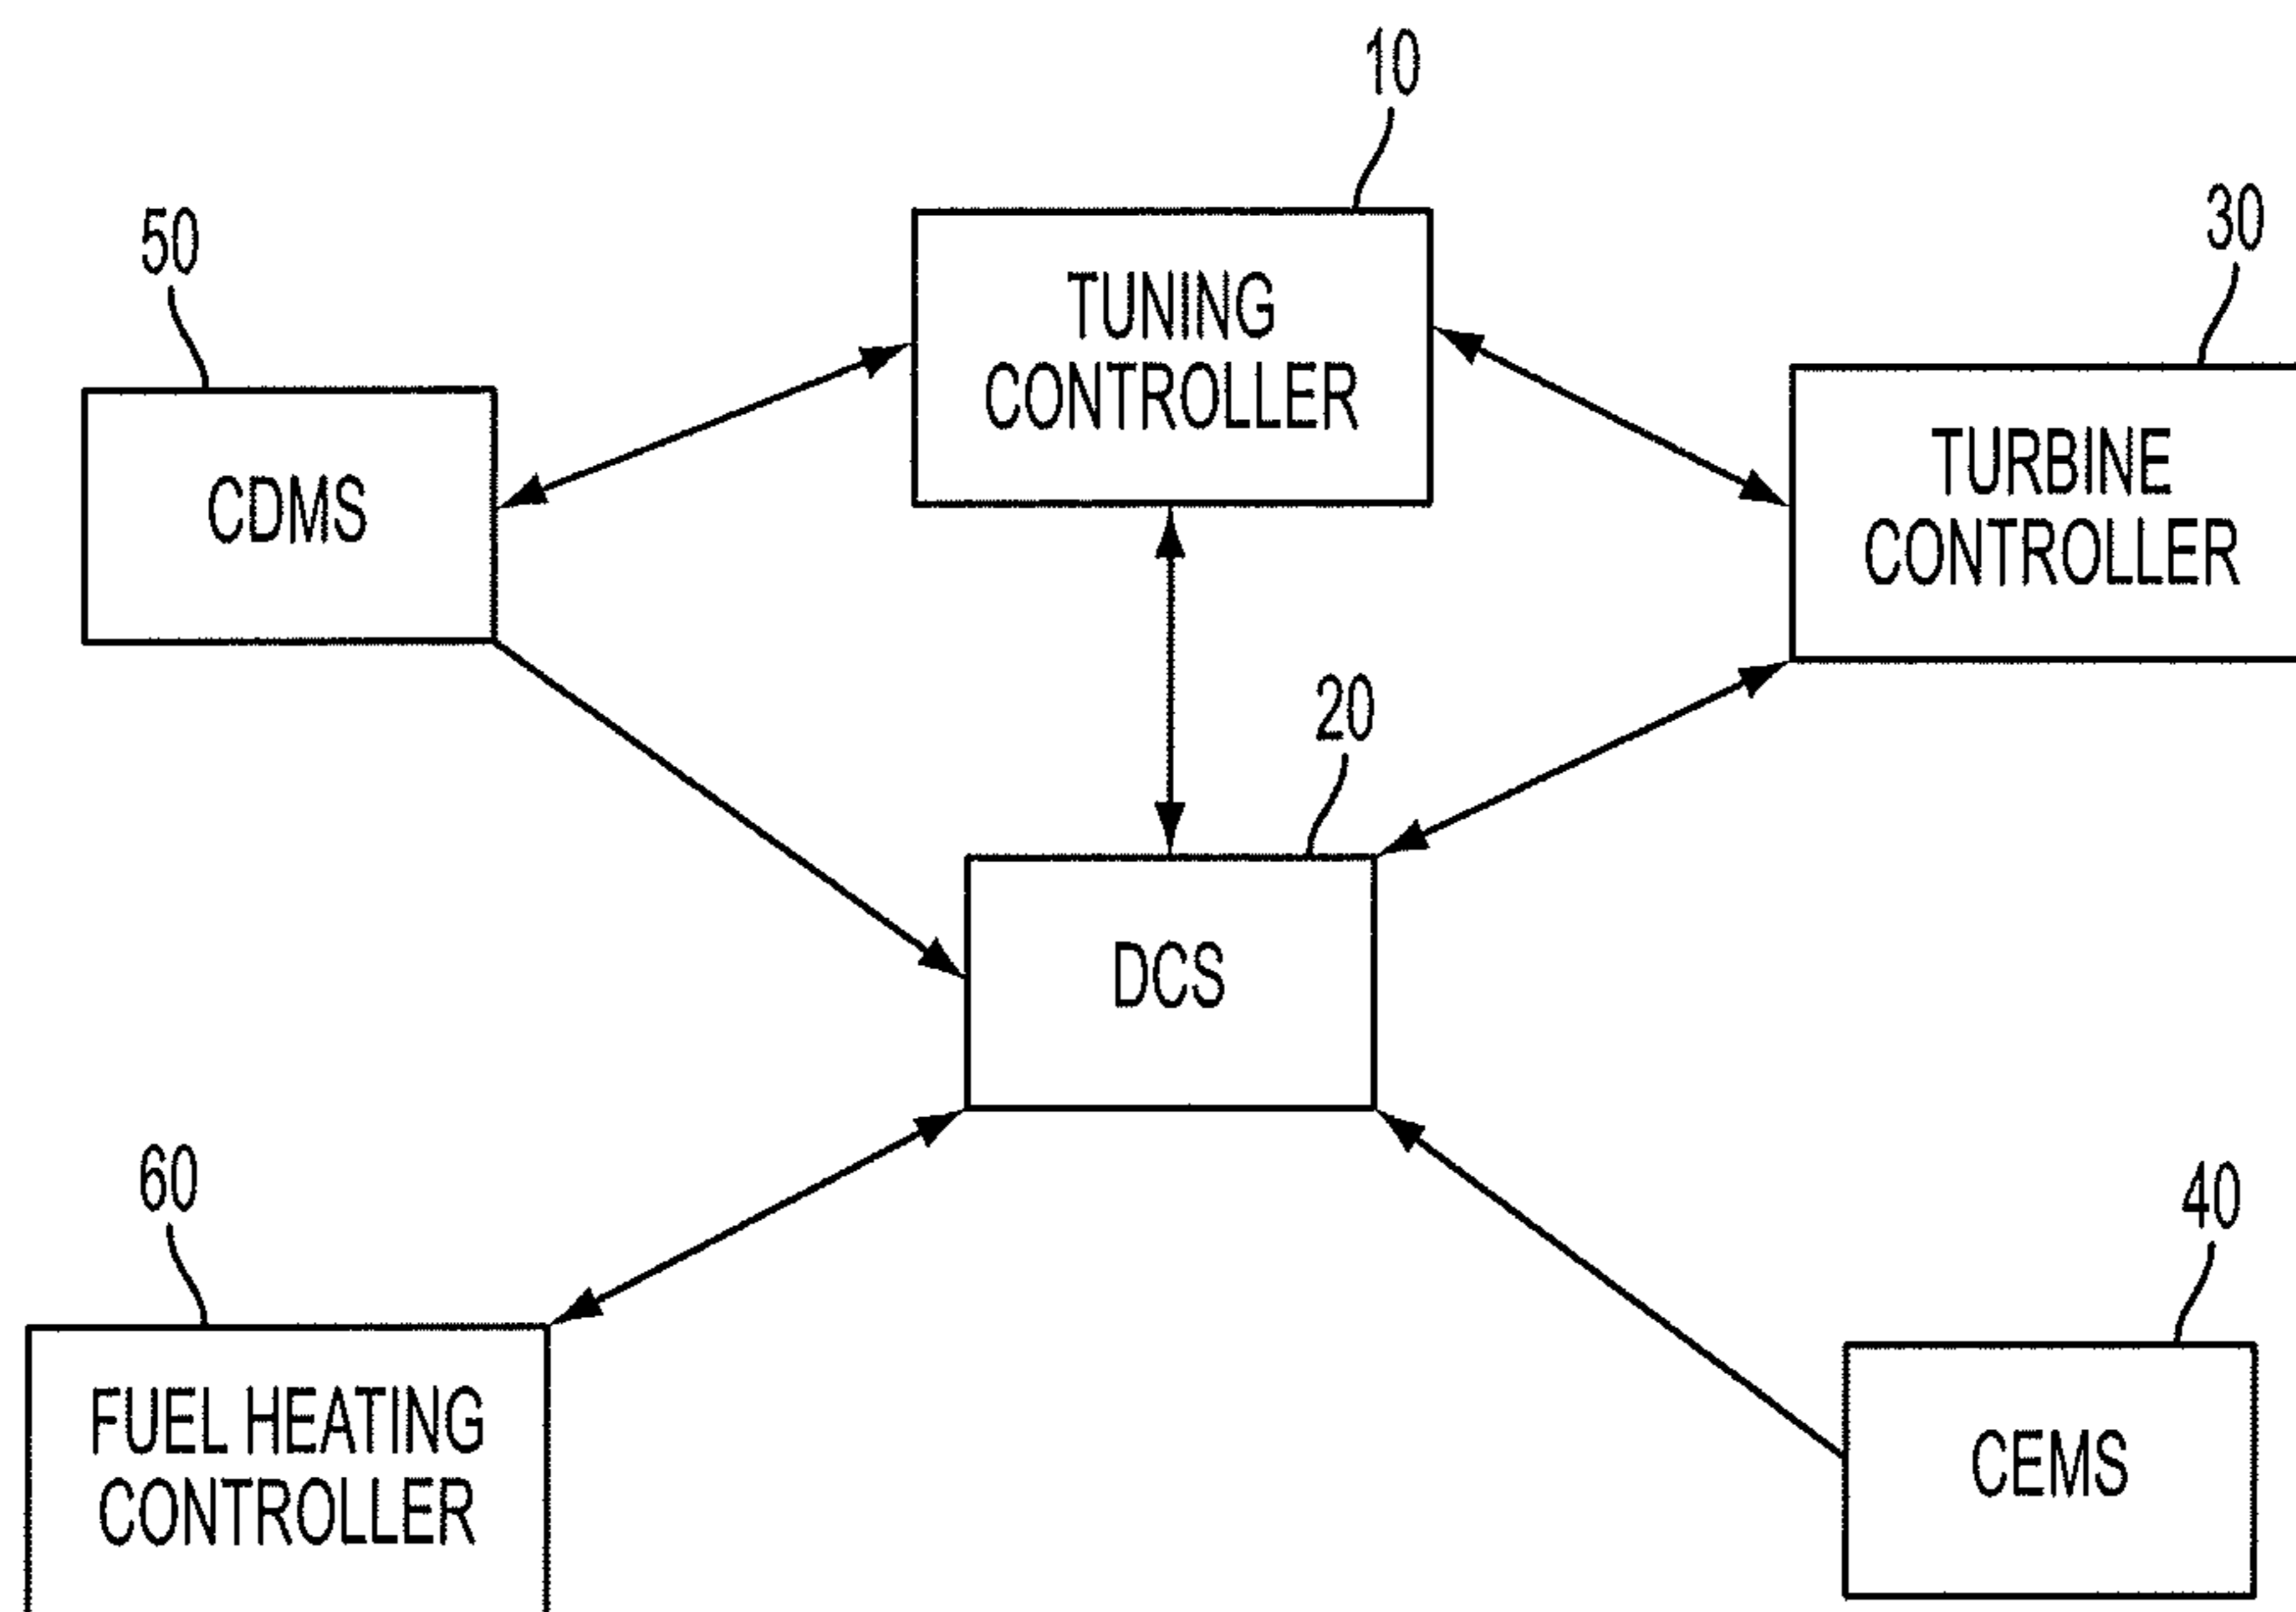 10
50
30
TUNING
CONTROLLER
CDMS
TURBINE
CONTROLLER
20
DCS
60
40
FUEL HEATING
CONTROLLER
CEMS